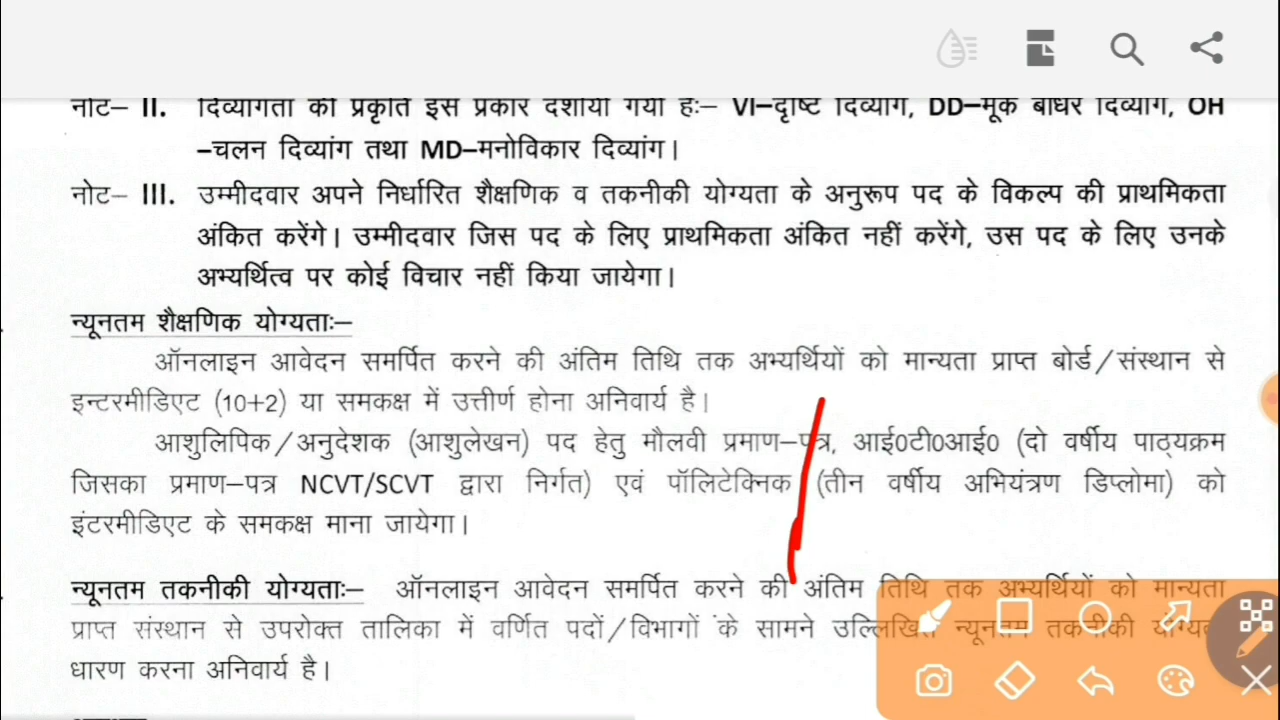 नोट– II. दिव्यांगता की प्रकृति इस प्रकार दर्शाया गया हैः– VI–दृष्टि दिव्यांग, DD–मूक बधिर दिव्यांग, OH
–चलन दिव्यांग तथा MD–मनोविकार दिव्यांग।
नोट– III. उम्मीदवार अपने निर्धारित शैक्षणिक व तकनीकी योग्यता के अनुरूप पद के विकल्प की प्राथमिकता
अंकित करेंगे। उम्मीदवार जिस पद के लिए प्राथमिकता अंकित नहीं करेंगे, उस पद के लिए उनके
अभ्यर्थित्व पर कोई विचार नहीं किया जायेगा।
न्यूनतम शैक्षणिक योग्यताः–
ऑनलाइन आवेदन समर्पित करने की अंतिम तिथि तक अभ्यर्थियों को मान्यता प्राप्त बोर्ड/संस्थान से
इन्टरमीडिएट (10+2) या समकक्ष में उत्तीर्ण होना अनिवार्य है।
आशुलिपिक/अनुदेशक (आशुलेखन) पद हेतु मौलवी प्रमाण–पत्र, आई0टी0आई0 (दो वर्षीय पाठ्यक्रम
जिसका प्रमाण–पत्र NCVT/SCVT द्वारा निर्गत) एवं पॉलिटेक्निक (तीन वर्षीय अभियंत्रण डिप्लोमा) को
इंटरमीडिएट के समकक्ष माना जायेगा।
न्यूनतम तकनीकी योग्यताः– ऑनलाइन आवेदन समर्पित करने की अंतिम तिथि तक अभ्यर्थियों को मान्यता
प्राप्त संस्थान से उपरोक्त तालिका में वर्णित पदों/विभागों के सामने उल्लिखित न्यूनतम तकनीकी
धारण करना अनिवार्य है।